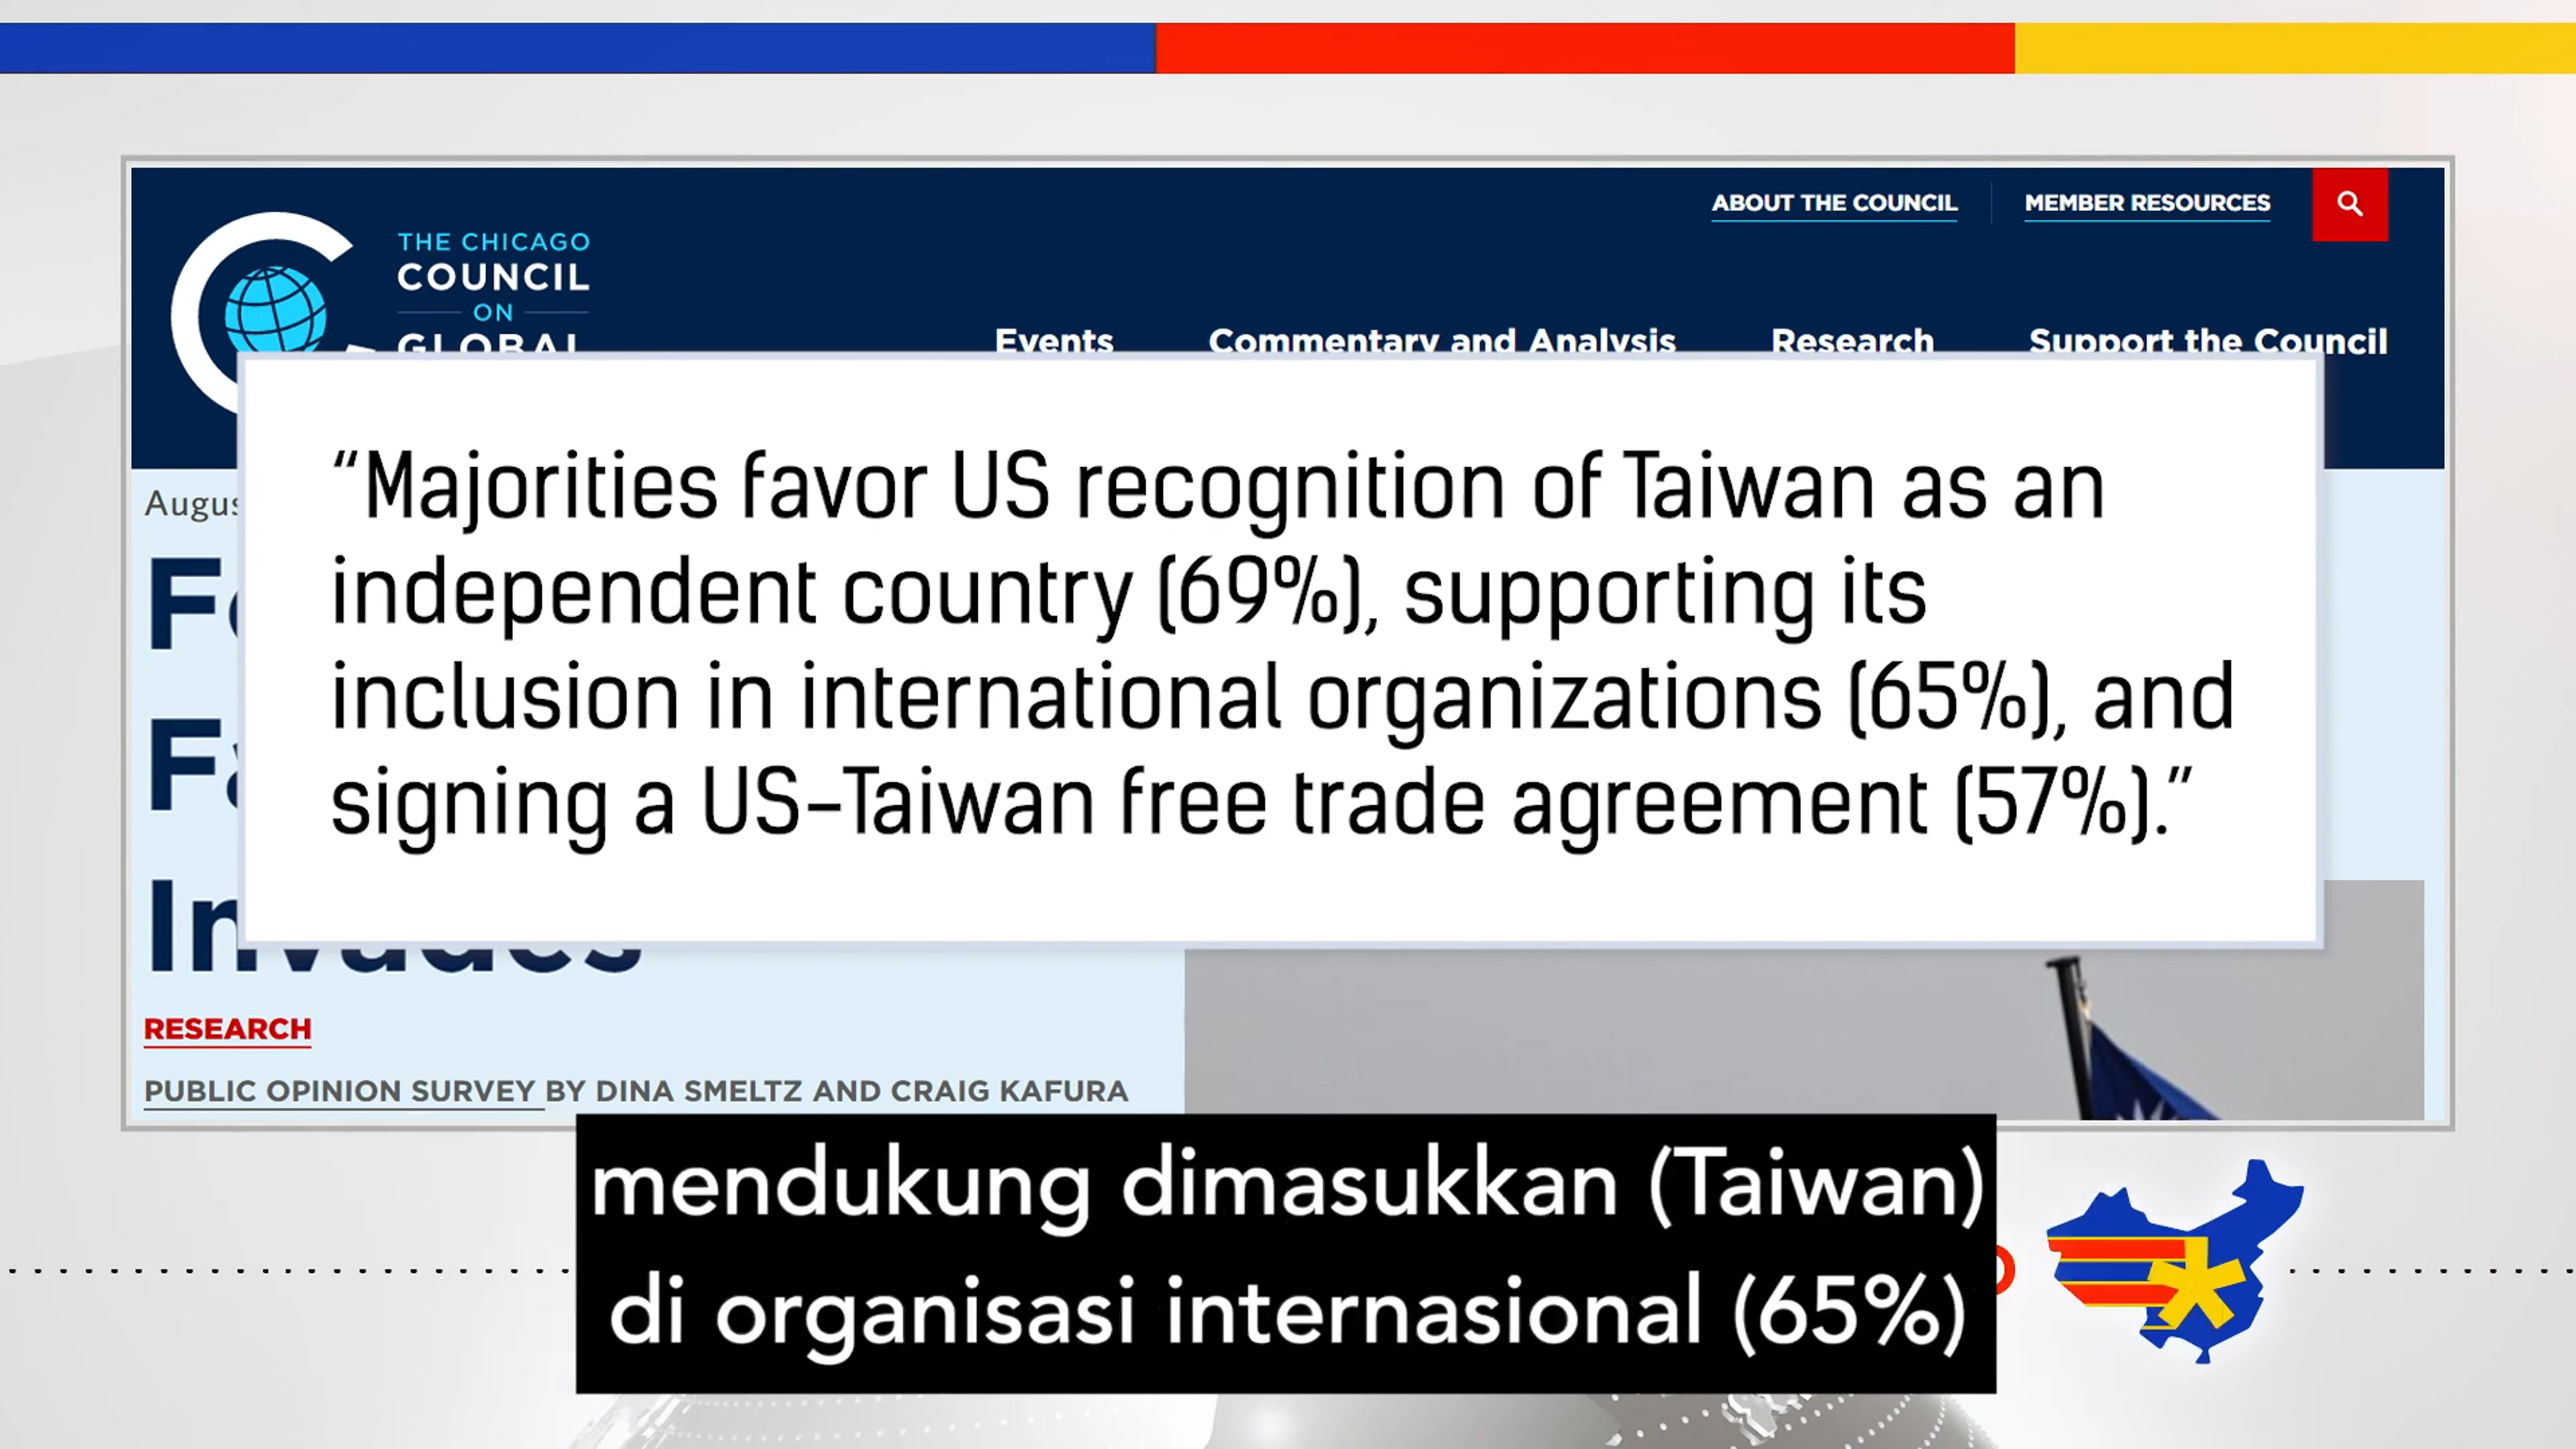 ABOUT THE COUNCIL
MEMBER RESOURCES
THE CHICAGO
COUNCIL
ON
GLOBAL
Events
Commentary and Analysis
Research
Support the Council
“Majorities favor US recognition of Taiwan as an
independent country (69%), supporting its
inclusion in international organizations (65%), and
signing a US–Taiwan free trade agreement (57%).”
Invades
RESEARCH
PUBLIC OPINION SURVEY BY DINA SMELTZ AND CRAIG KAFURA
mendukung dimasukkan (Taiwan)
di organisasi internasional (65%)